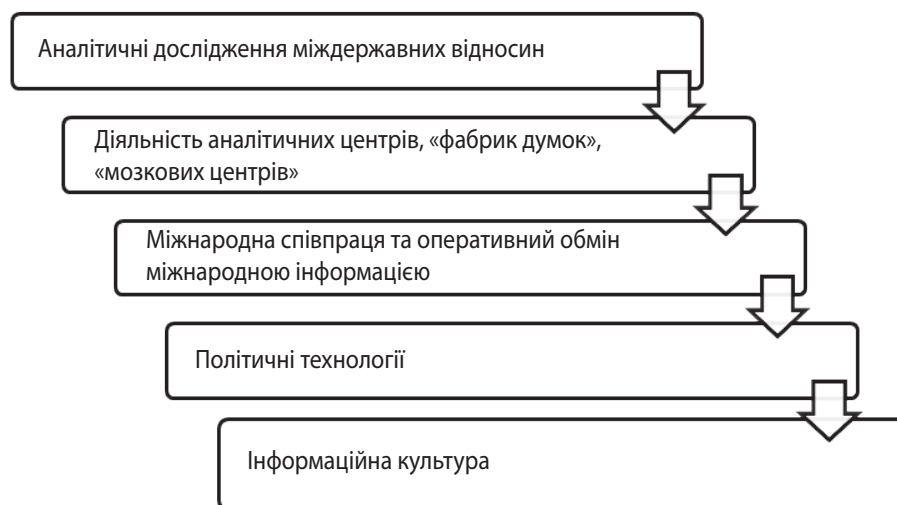 Аналітичні дослідження міждержавних відносин
Діяльність аналітичних центрів, «фабрик думок»,
«мозкових центрів»
Міжнародна співпраця та оперативний обмін
міжнародною інформацією
Політичні технології
Інформаційна культура